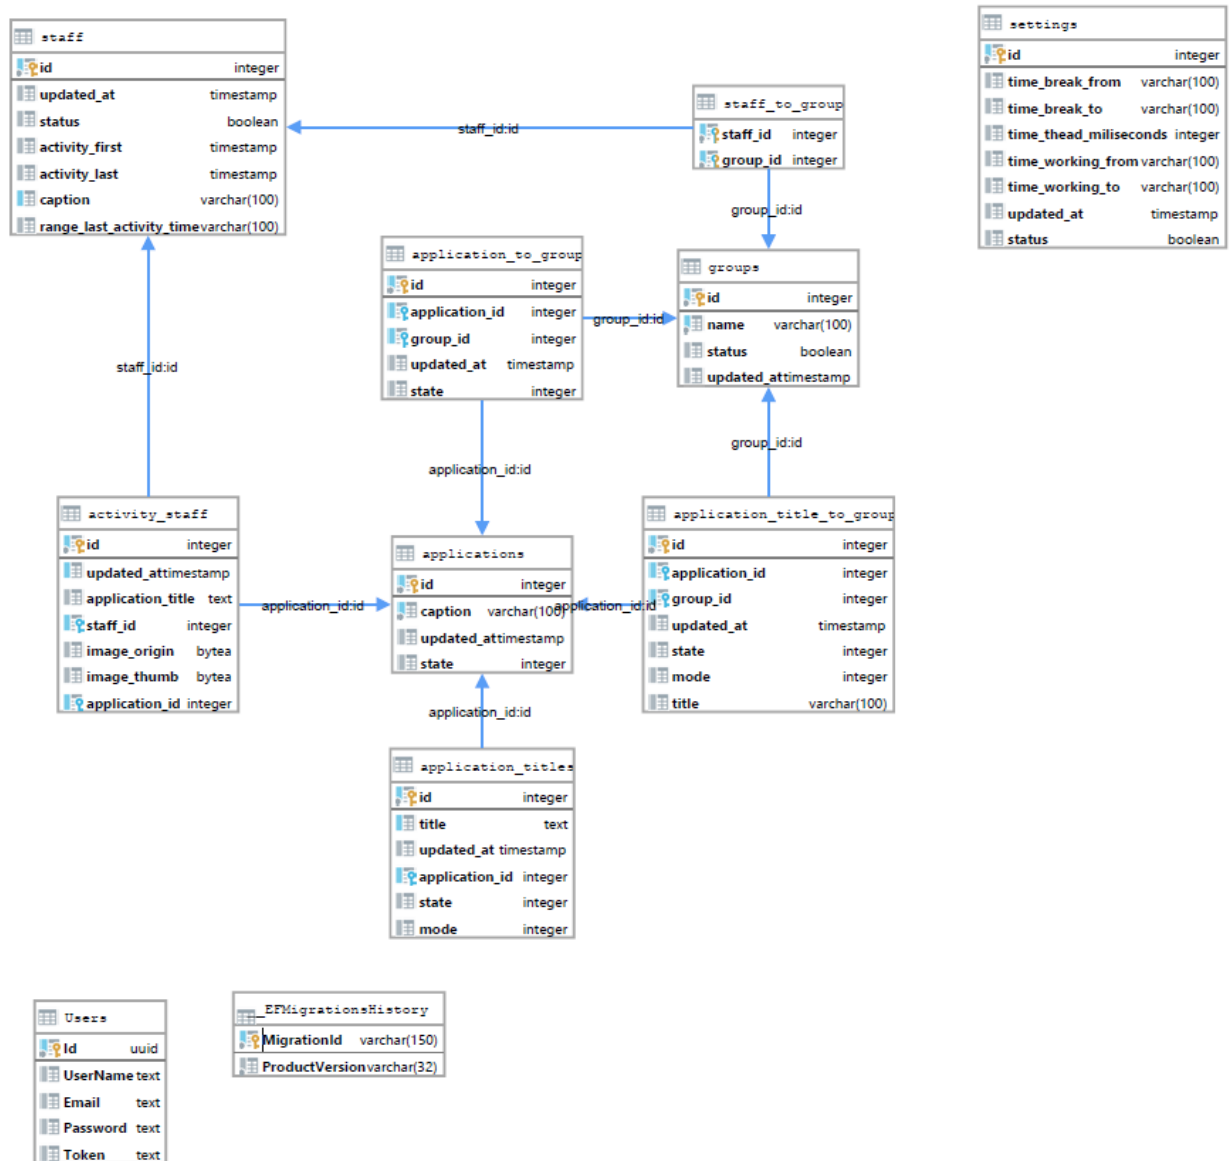 staff
id integer
updated_at timestamp
status boolean
activity_first timestamp
activity_last timestamp
caption varchar(100)
range_last_activity_time varchar(100)
settings
id integer
time_break_from varchar(100)
time_break_to varchar(100)
time_thead_miliseconds integer
time_working_from varchar(100)
time_working_to varchar(100)
updated_at timestamp
status boolean
staff_to_group
staff_id integer
group_id integer
staff_id:id
group_id:id
application_to_group
id integer
application_id integer
group_id integer
updated_at timestamp
state integer
group_id:id
groups
id integer
name varchar(100)
status boolean
updated_at timestamp
staff_id:id
application_id:id
group_id:id
activity_staff
id integer
updated_at timestamp
application_title text
staff_id integer
image_origin bytea
image_thumb bytea
application_id integer
application_id:id
applications
id integer
caption varchar(100)
updated_at timestamp
state integer
application_id:id
application_title_to_group
id integer
application_id integer
group_id integer
updated_at timestamp
state integer
mode integer
title varchar(100)
application_id:id
application_titles
id integer
title text
updated_at timestamp
application_id integer
state integer
mode integer
Users
Id uuid
UserName text
Email text
Password text
Token text
__EFMigrationsHistory
MigrationId varchar(150)
ProductVersion varchar(32)